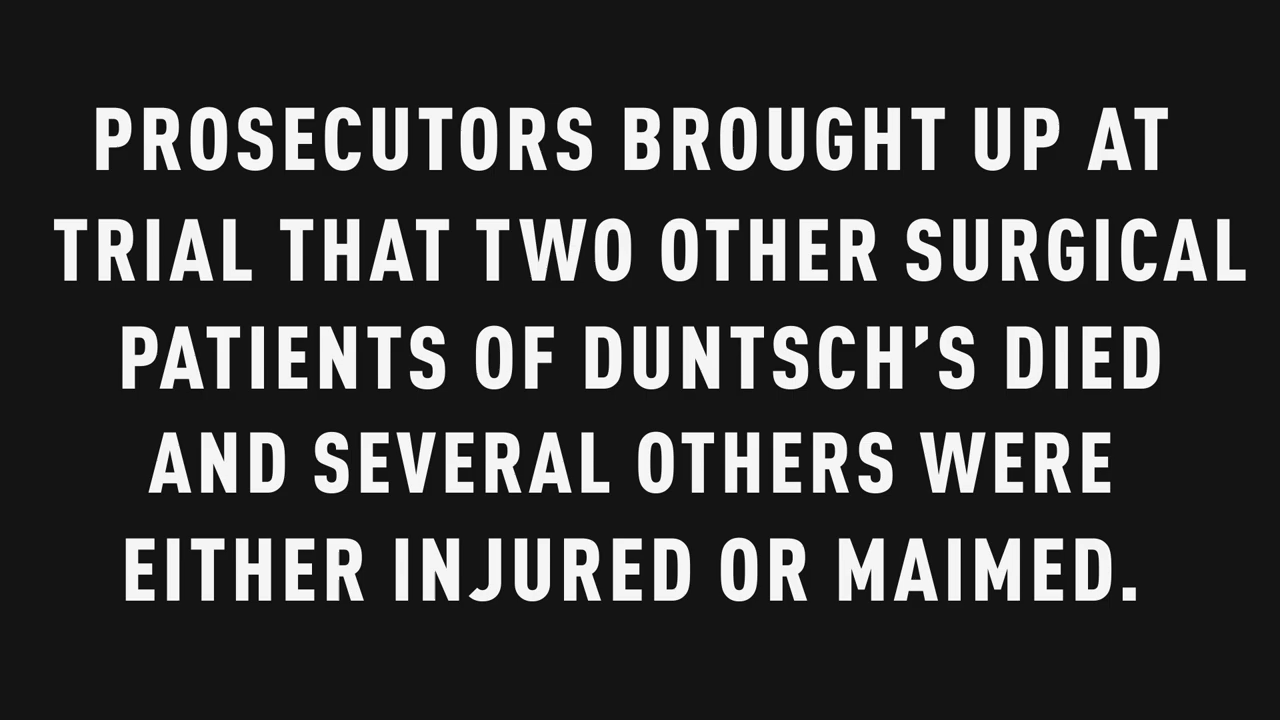 PROSECUTORS BROUGHT UP AT
TRIAL THAT TWO OTHER SURGICAL
PATIENTS OF DUNTSCH’S DIED
AND SEVERAL OTHERS WERE
EITHER INJURED OR MAIMED.